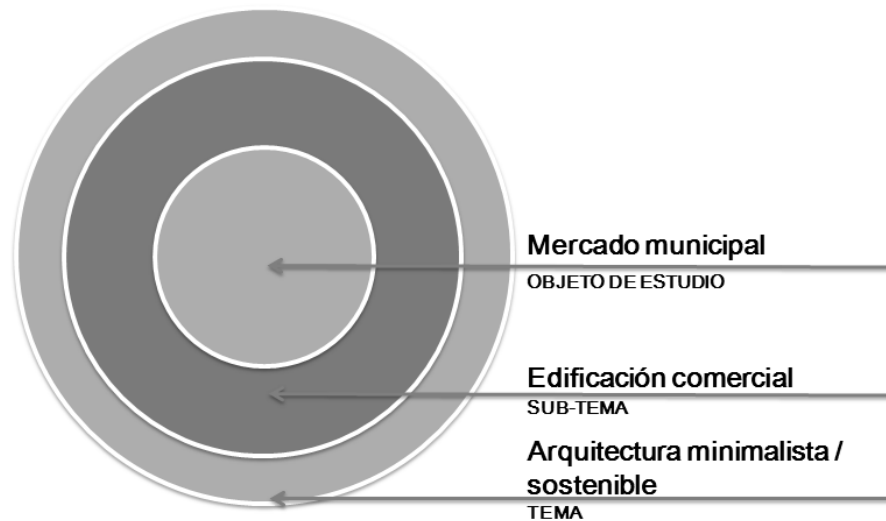 Mercado municipal
OBJETO DE ESTUDIO
Edificación comercial
SUB-TEMA
Arquitectura minimalista /
sostenible
TEMA